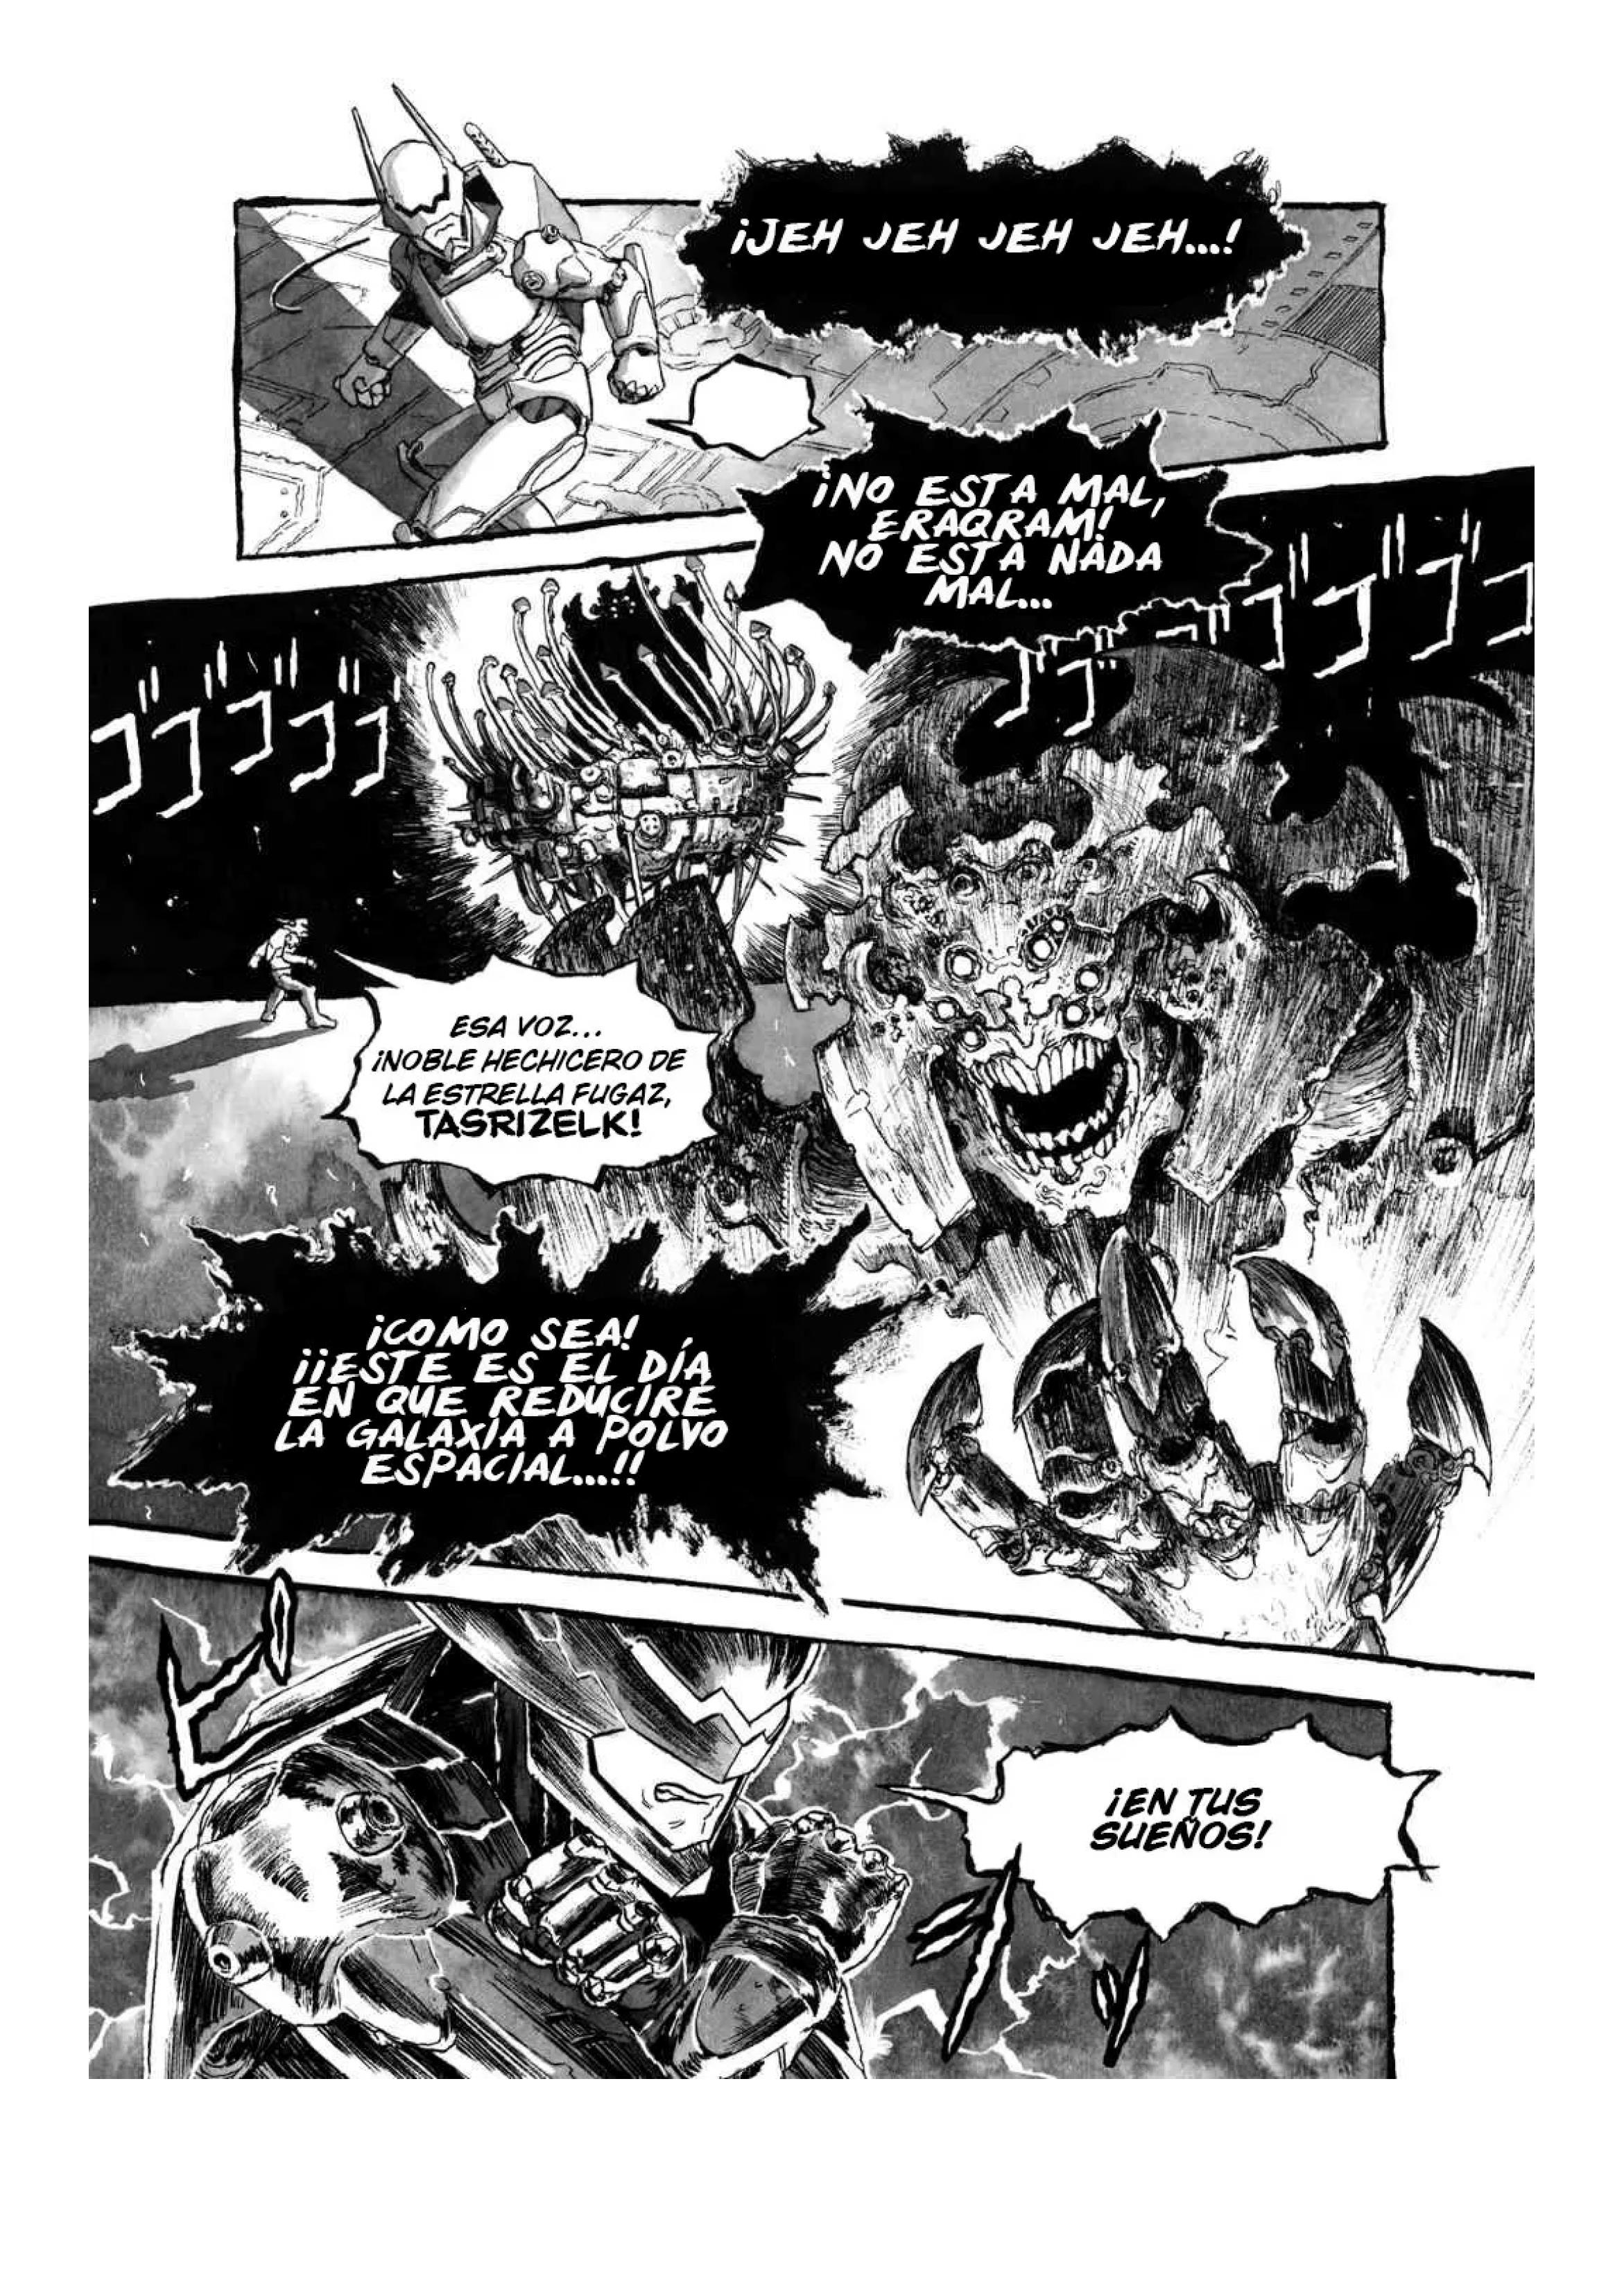 ¡JEH JEH JEH JEH...!
¡NO ESTA MAL,
ERAQRAM!
NO ESTA NADA
MAL...
ゴゴゴゴゴゴ
ゴゴゴゴゴゴ
ESA VOZ...
¡NOBLE HECHICERO DE
LA ESTRELLA FUGAZ,
TASRIZELK!
¡COMO SEA!
¡¡ESTE ES EL DÍA
EN QUE REDUCIRÉ
LA GALAXIA A POLVO
ESPACIAL...!!
¡EN TUS
SUEÑOS!